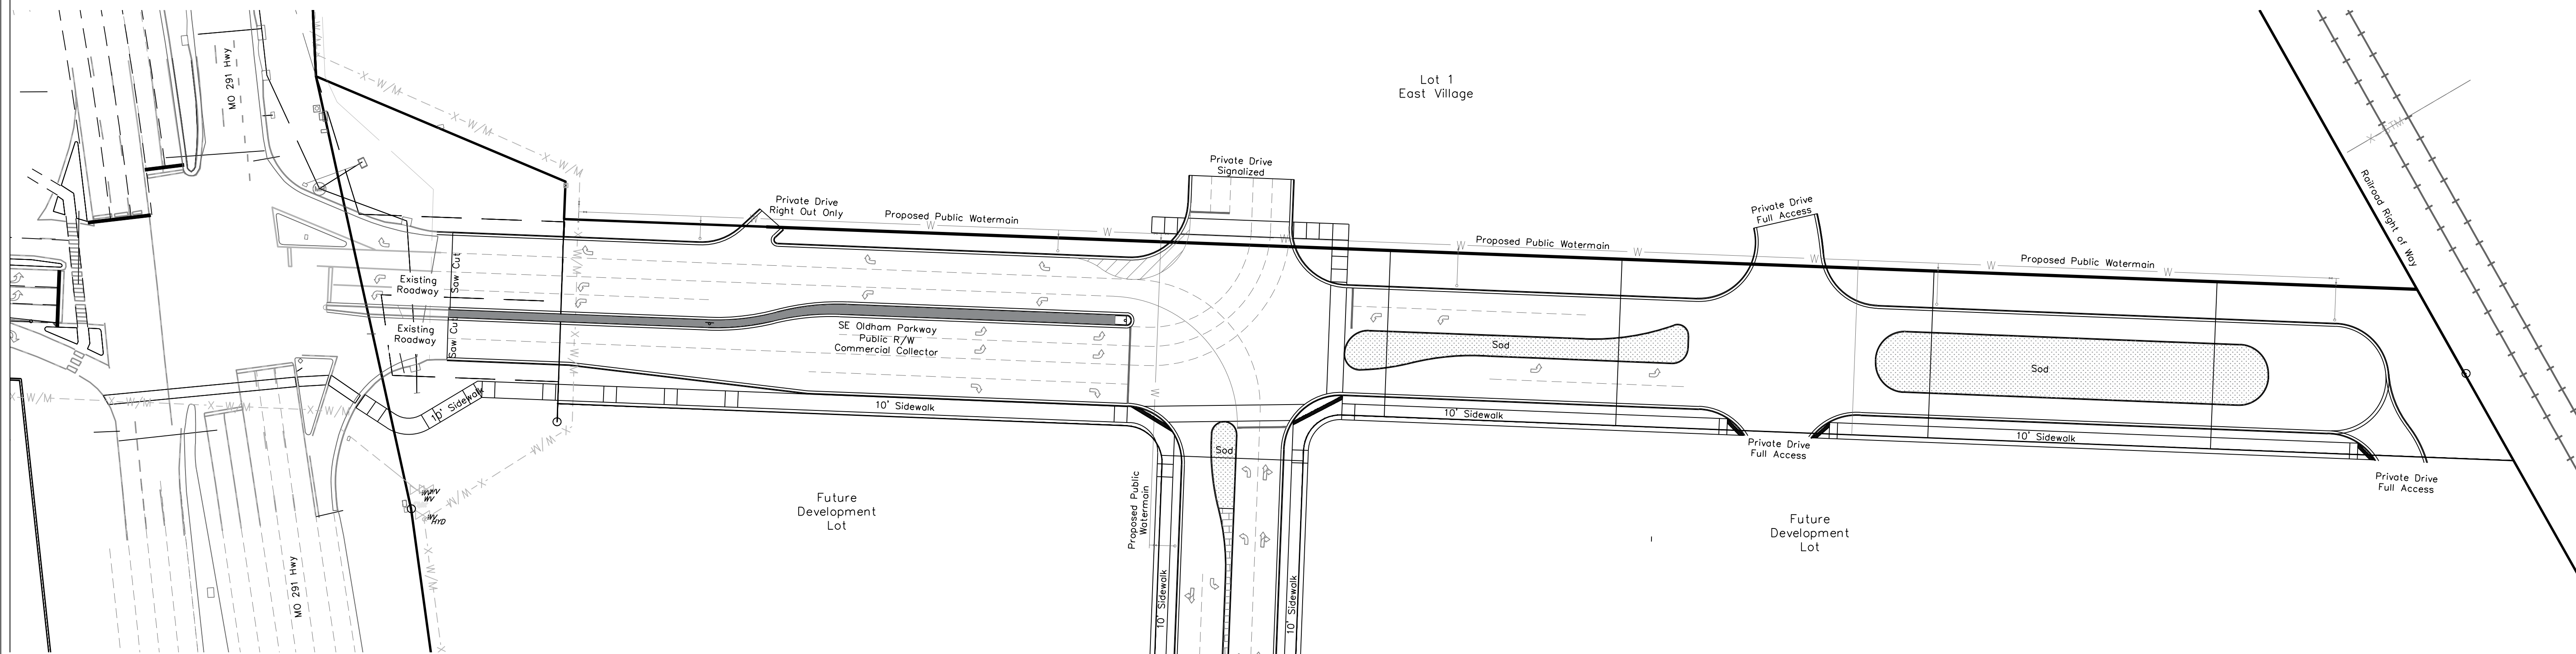 MO 291 Hwy
X-W/M
X-W/M
X-W/M
Lot 1
East Village
TM
Railroad Right of Way
Private Drive
Signalized
Private Drive
Right Out Only
Proposed Public Watermain
W
W
W
Private Drive
Full Access
Proposed Public Watermain
W
W
W
Proposed Public Watermain
W
W
Saw Cut
Existing
Roadway
Existing
Roadway
Saw Cut
SE Oldham Parkway
Public R/W
Commercial Collector
Sod
Sod
10' Sidewalk
10' Sidewalk
10' Sidewalk
10' Sidewalk
X-W/M
X-W/M
X-W/M
X-W/M
W
Sod
Private Drive
Full Access
Private Drive
Full Access
X-W/M
X-W/M
WV
HYD
Future
Development
Lot
Proposed Public
Watermain
Future
Development
Lot
MO 291 Hwy
X-W/M
10' Sidewalk
10' Sidewalk